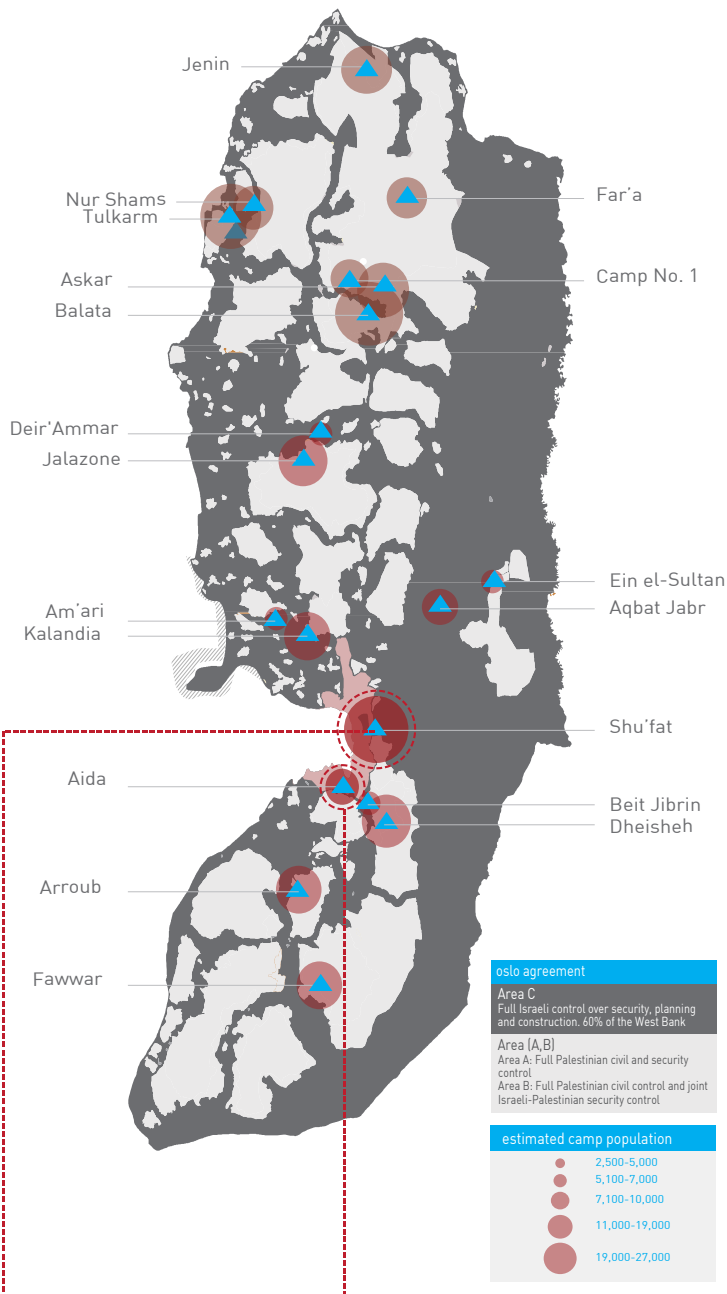 Jenin
Nur Shams
Tulkarm
Far'a
Askar
Camp No. 1
Balata
Deir'Ammar
Jalazone
Ein el-Sultan
Am'ari
Aqbat Jabr
Kalandia
Shu'fat
Aida
Beit Jibrin
Dheisheh
Arroub
Fawwar
oslo agreement
Area C
Full Israeli control over security, planning
and construction. 60% of the West Bank
Area (A,B)
Area A: Full Palestinian civil and security
control
Area B: Full Palestinian civil control and joint
Israeli-Palestinian security control
estimated camp population
2,500-5,000
5,100-7,000
7,100-10,000
11,000-19,000
19,000-27,000